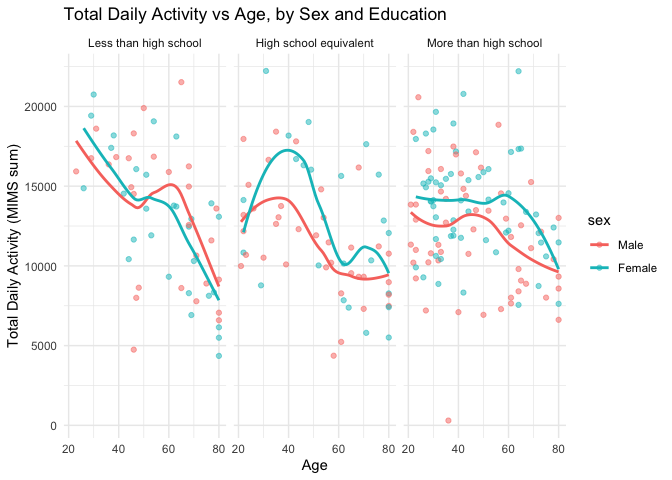 Total Daily Activity vs Age, by Sex and Education
Less than high school
High school equivalent
More than high school
Total Daily Activity (MIMS sum)
20000
15000
10000
5000
0
20 40 60 80
20 40 60 80
20 40 60 80
Age
sex
Male
Female